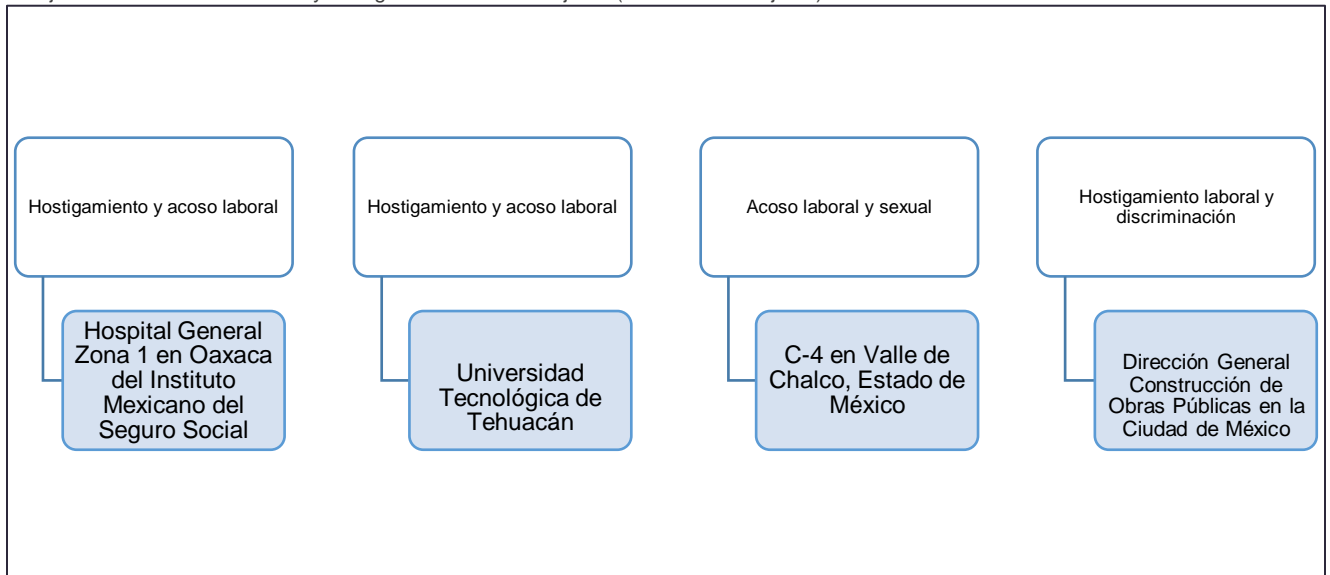 Hostigamiento y acoso laboral
Hospital General
Zona 1 en Oaxaca
del Instituto
Mexicano del
Seguro Social
Hostigamiento y acoso laboral
Universidad
Tecnológica de
Tehuacán
Acoso laboral y sexual
C-4 en Valle de
Chalco, Estado de
México
Hostigamiento laboral y
discriminación
Dirección General
Construcción de
Obras Públicas en la
Ciudad de México